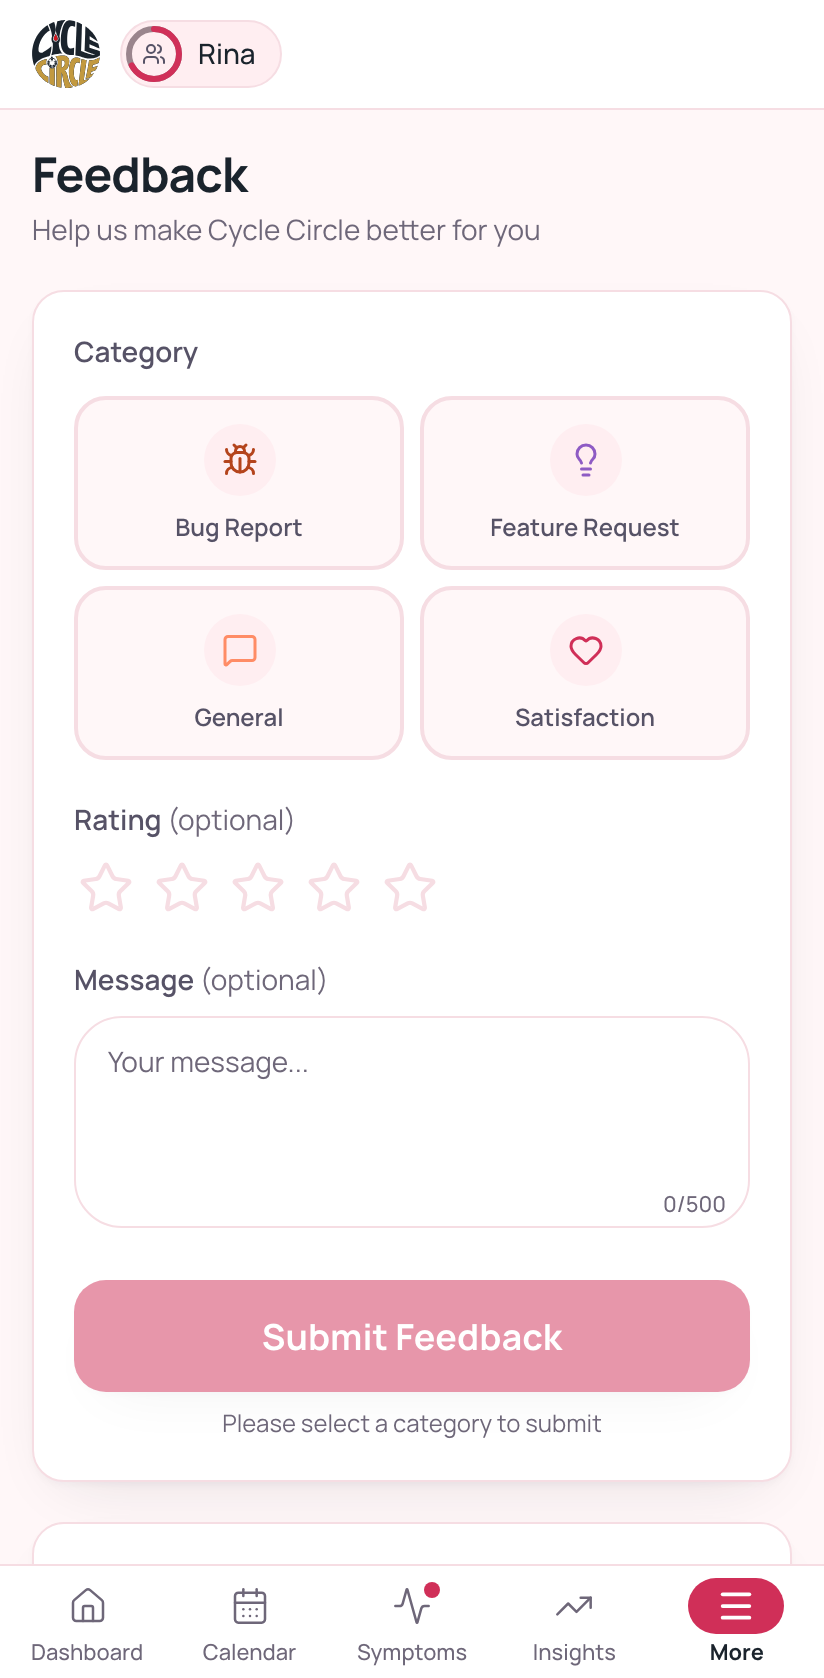 CYCLE
CIRCLE
Rina
Feedback
Help us make Cycle Circle better for you
Category
Bug Report
Feature Request
General
Satisfaction
Rating (optional)
Message (optional)
Your message...
0/500
Submit Feedback
Please select a category to submit
Dashboard
Calendar
Symptoms
Insights
More